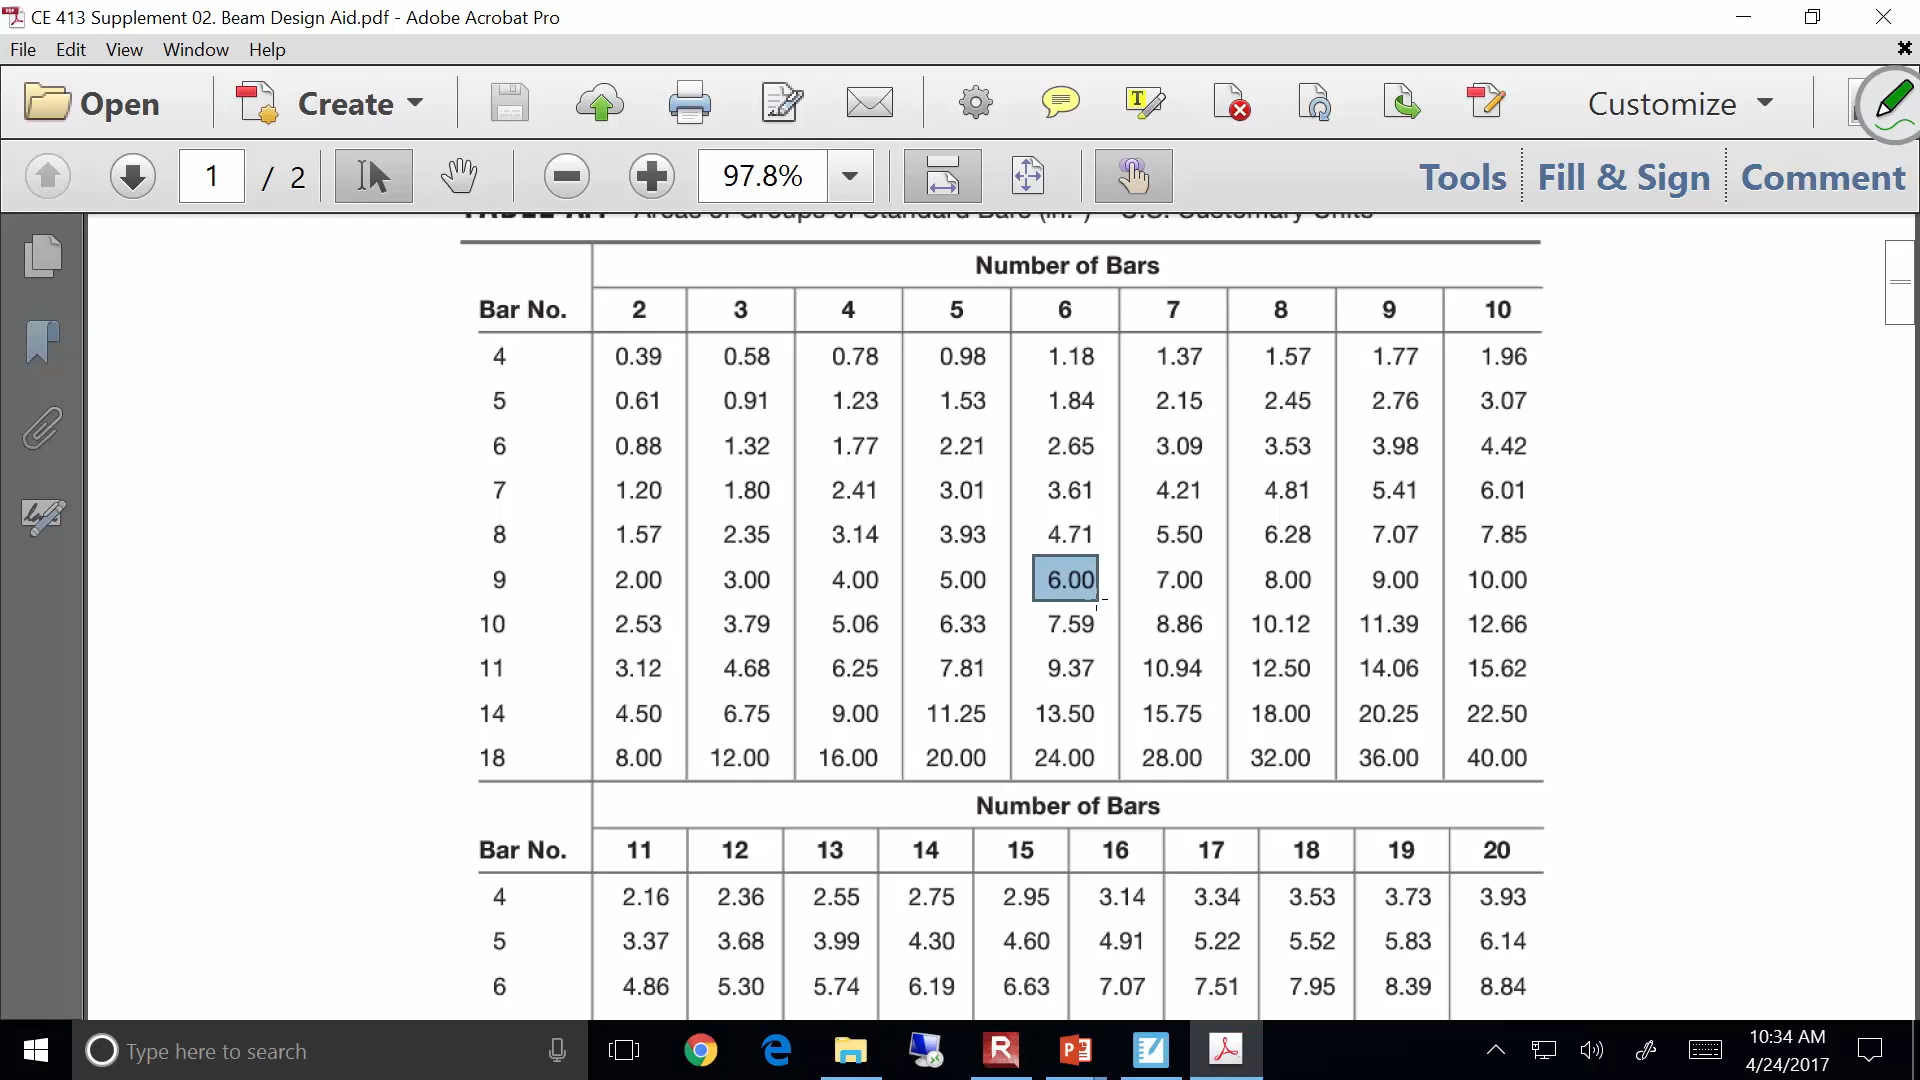 CE 413 Supplement 02. Beam Design Aid.pdf - Adobe Acrobat Pro
File Edit View Window Help
Open Create Customize
1 / 2 97.8% Tools Fill & Sign Comment
Areas of Groups of Standard Bars (in.²) U.S. Customary Units
Number of Bars
Bar No. 2 3 4 5 6 7 8 9 10
4 0.39 0.58 0.78 0.98 1.18 1.37 1.57 1.77 1.96
5 0.61 0.91 1.23 1.53 1.84 2.15 2.45 2.76 3.07
6 0.88 1.32 1.77 2.21 2.65 3.09 3.53 3.98 4.42
7 1.20 1.80 2.41 3.01 3.61 4.21 4.81 5.41 6.01
8 1.57 2.35 3.14 3.93 4.71 5.50 6.28 7.07 7.85
9 2.00 3.00 4.00 5.00 6.00 7.00 8.00 9.00 10.00
10 2.53 3.79 5.06 6.33 7.59 8.86 10.12 11.39 12.66
11 3.12 4.68 6.25 7.81 9.37 10.94 12.50 14.06 15.62
14 4.50 6.75 9.00 11.25 13.50 15.75 18.00 20.25 22.50
18 8.00 12.00 16.00 20.00 24.00 28.00 32.00 36.00 40.00
Number of Bars
Bar No. 11 12 13 14 15 16 17 18 19 20
4 2.16 2.36 2.55 2.75 2.95 3.14 3.34 3.53 3.73 3.93
5 3.37 3.68 3.99 4.30 4.60 4.91 5.22 5.52 5.83 6.14
6 4.86 5.30 5.74 6.19 6.63 7.07 7.51 7.95 8.39 8.84
Type here to search
10:34 AM
4/24/2017